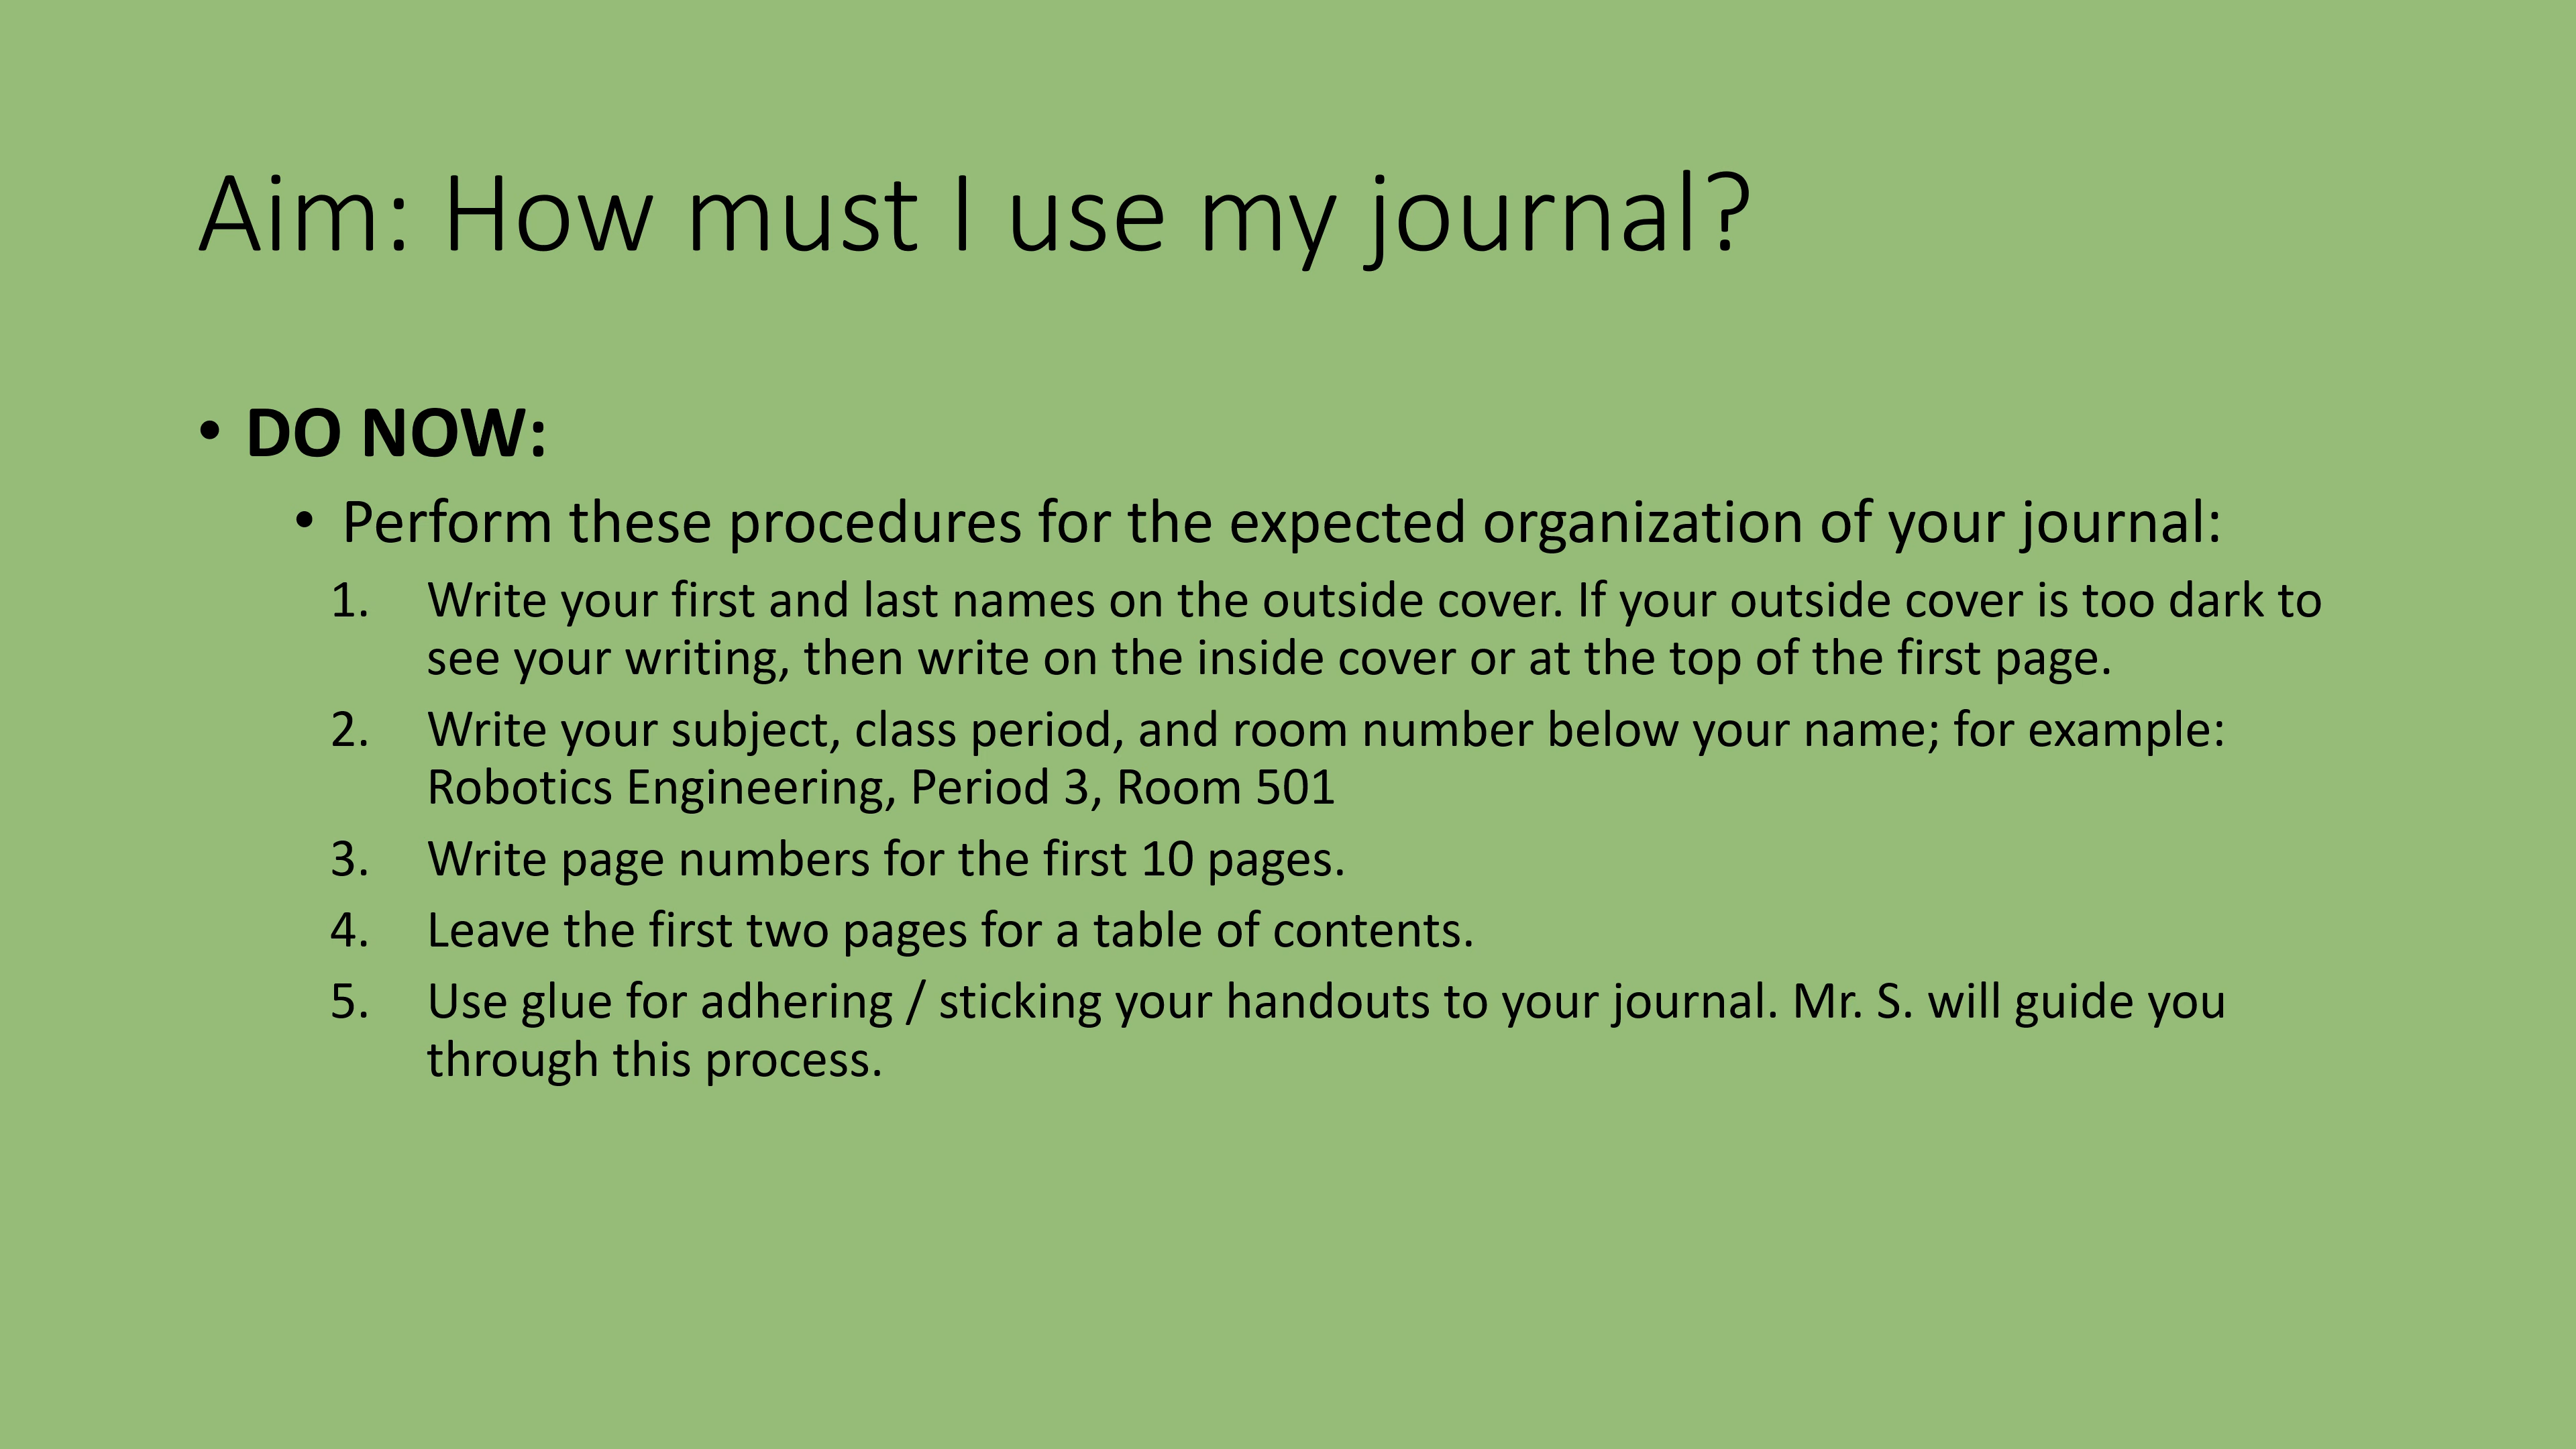 Aim: How must I use my journal?
• DO NOW:
• Perform these procedures for the expected organization of your journal:
1. Write your first and last names on the outside cover. If your outside cover is too dark to
see your writing, then write on the inside cover or at the top of the first page.
2. Write your subject, class period, and room number below your name; for example:
Robotics Engineering, Period 3, Room 501
3. Write page numbers for the first 10 pages.
4. Leave the first two pages for a table of contents.
5. Use glue for adhering / sticking your handouts to your journal. Mr. S. will guide you
through this process.